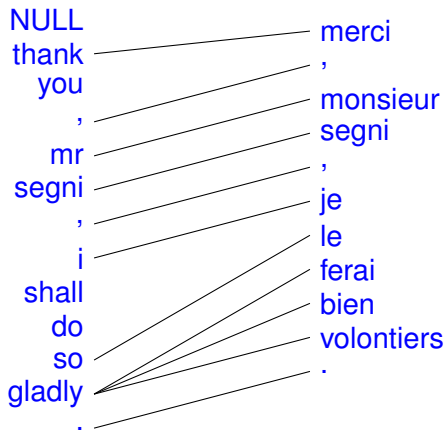 NULL
thank
you
,
mr
segni
,
i
shall
do
so
gladly
.
merci
,
monsieur
segni
,
je
le
ferai
bien
volontiers
.